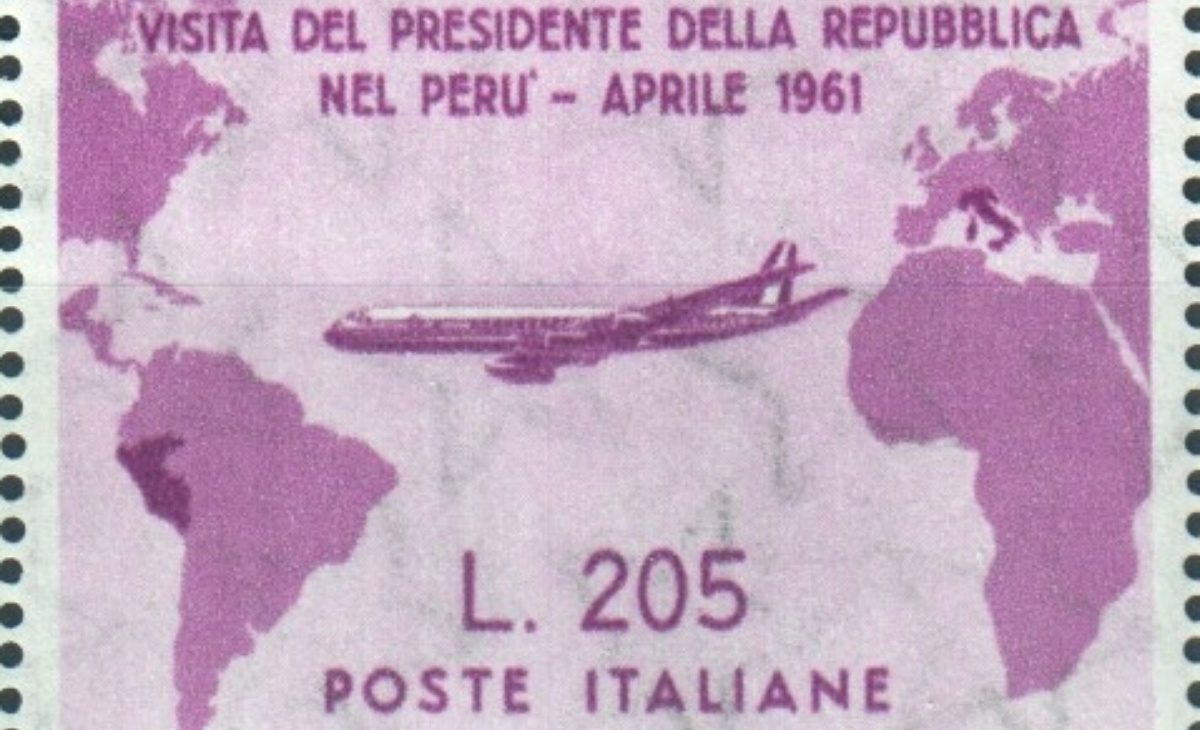 VISITA DEL PRESIDENTE DELLA REPUBBLICA
NEL PERU' - APRILE 1961
L. 205
POSTE ITALIANE